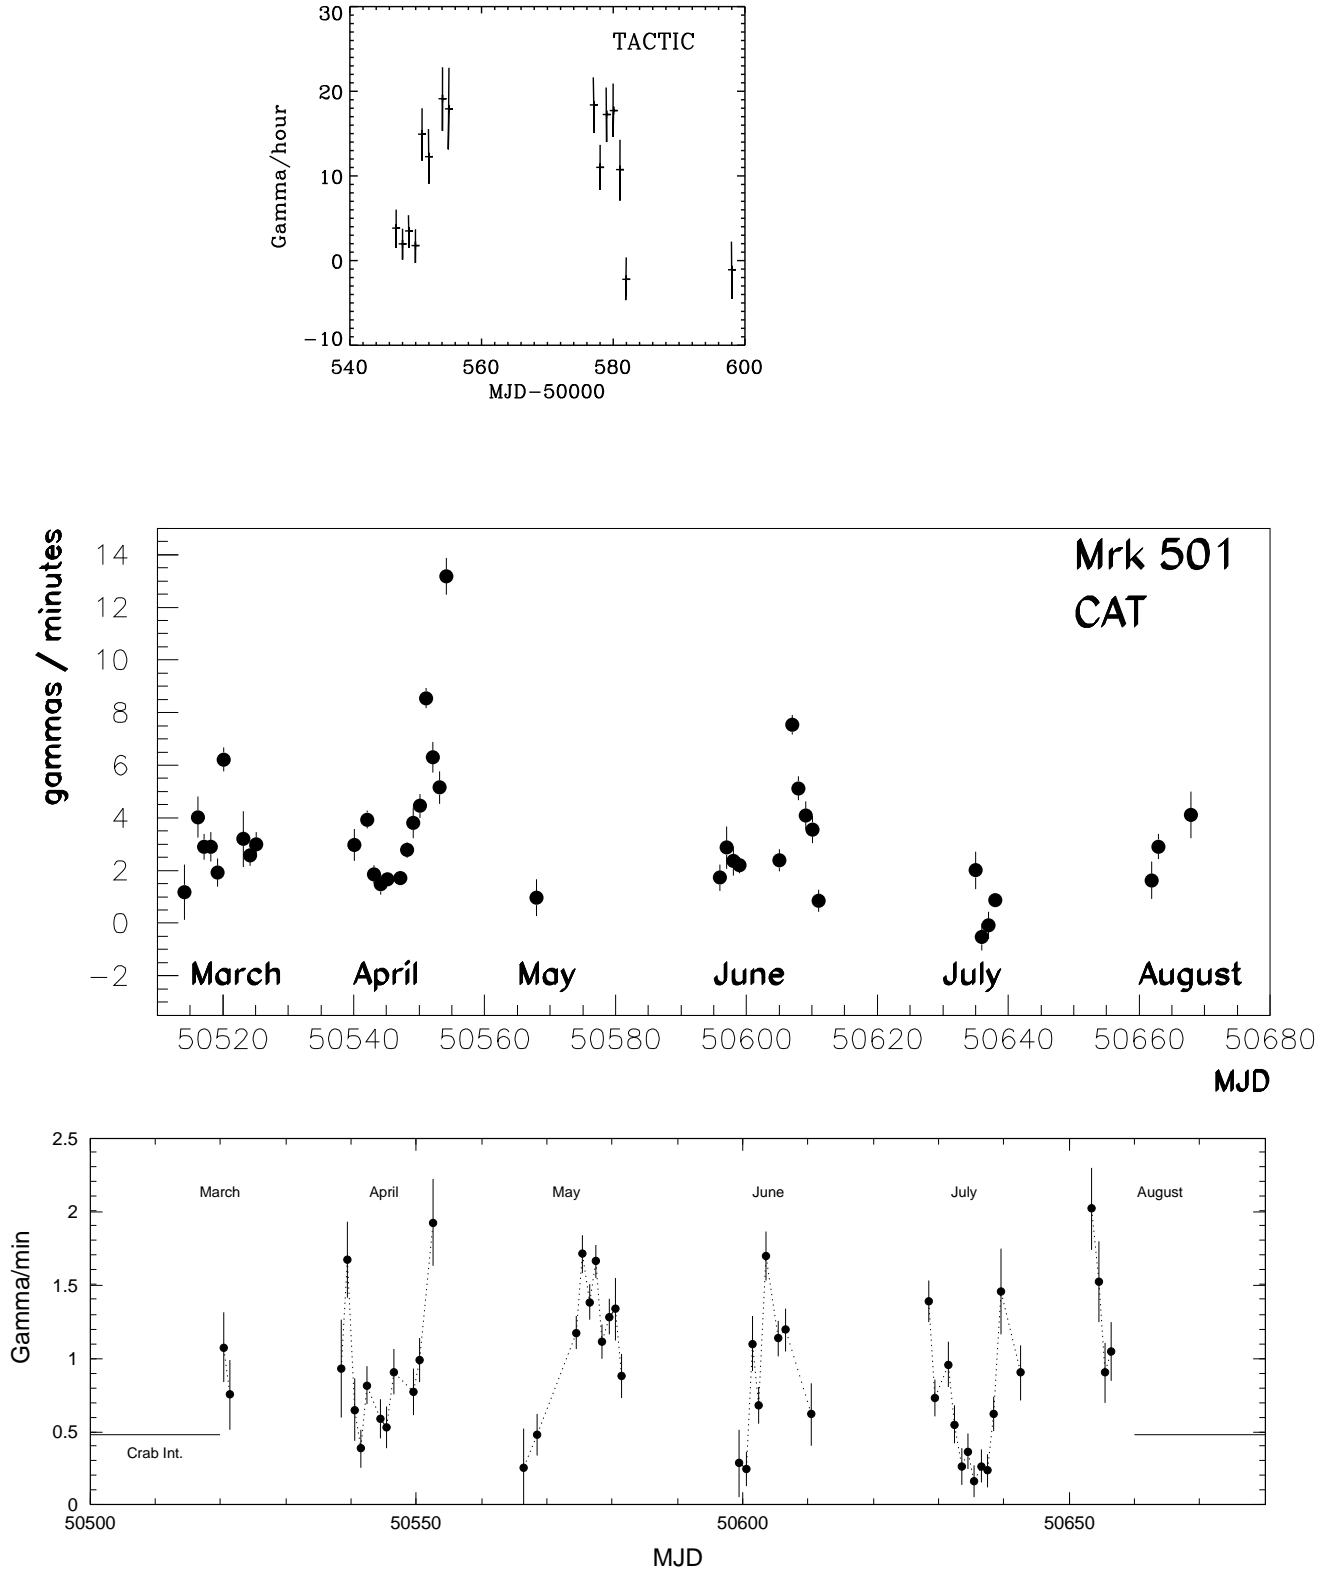 30
TACTIC
20
Gamma/hour
10
0
-10
540 560 580 600
MJD-50000
gammas / minutes
14
Mrk 501
12
CAT
10
8
6
4
2
0
-2
March April May June July August
50520 50540 50560 50580 50600 50620 50640 50660 50680
MJD
2.5
March April May June July August
2
Gamma/min
1.5
1
0.5
Crab Int.
0
50500 50550 50600 50650
MJD